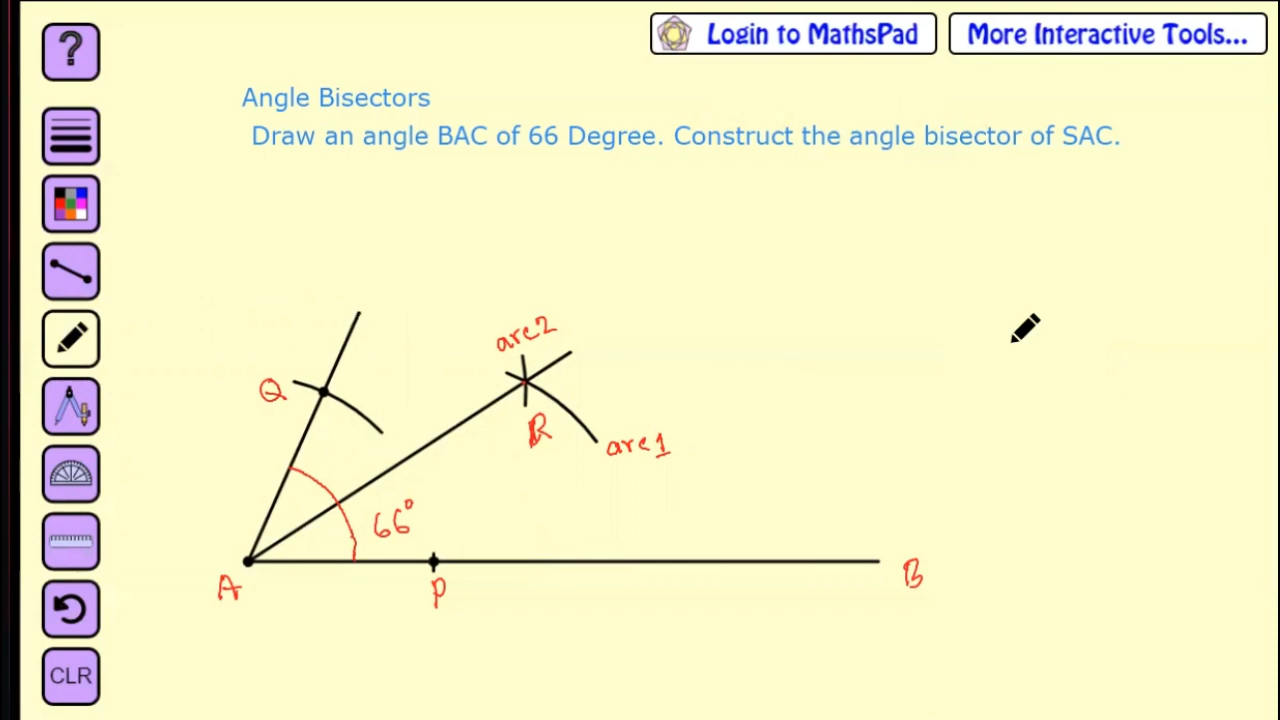 ?
Login to MathsPad
More Interactive Tools...
Angle Bisectors
Draw an angle BAC of 66 Degree. Construct the angle bisector of SAC.
arc2
Q
R
arc1
66°
A
P
B
CLR